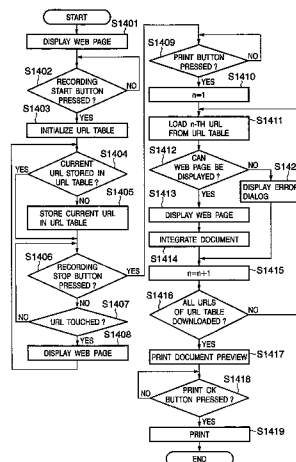 START
S1401
DISPLAY WEB PAGE
S1402
RECORDING
START BUTTON
PRESSED ?
NO
YES
S1403
INITIALIZE URL TABLE
CURRENT
URL STORED IN
URL TABLE ?
S1404
YES
NO
S1405
STORE CURRENT URL
IN URL TABLE
S1406
RECORDING
STOP BUTTON
PRESSED ?
YES
NO
S1407
URL TOUCHED ?
NO
YES
S1408
DISPLAY WEB PAGE
S1409
PRINT BUTTON
PRESSED ?
NO
YES
S1410
n=1
S1411
LOAD n-TH URL
FROM URL TABLE
S1412
CAN
WEB PAGE BE
DISPLAYED ?
NO
YES
S142
DISPLAY ERROR
DIALOG
S1413
DISPLAY WEB PAGE
INTEGRATE DOCUMENT
S1414
n=n+1
S1415
S1416
ALL URLS
OF URL TABLE
DOWNLOADED ?
NO
YES
S1417
PRINT DOCUMENT PREVIEW
S1418
PRINT OK
BUTTON PRESSED ?
NO
YES
S1419
PRINT
END